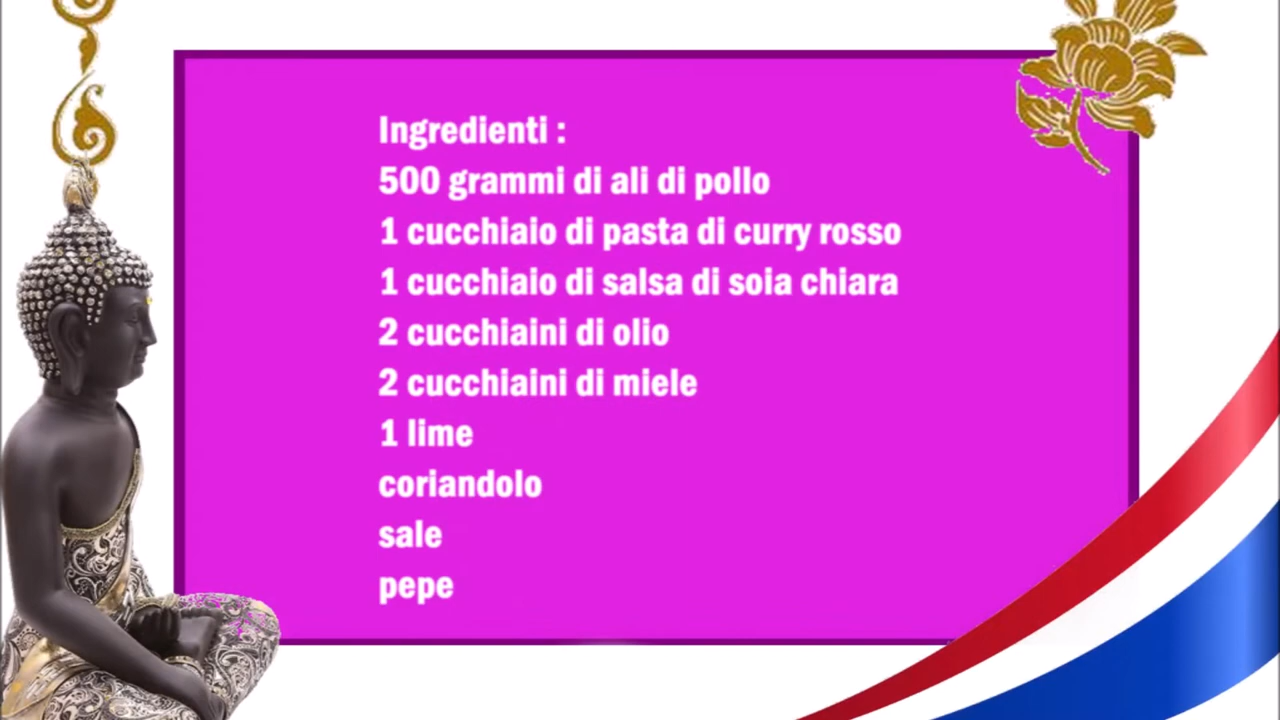 Ingredienti :
500 grammi di ali di pollo
1 cucchiaio di pasta di curry rosso
1 cucchiaio di salsa di soia chiara
2 cucchiaini di olio
2 cucchiaini di miele
1 lime
coriandolo
sale
pepe